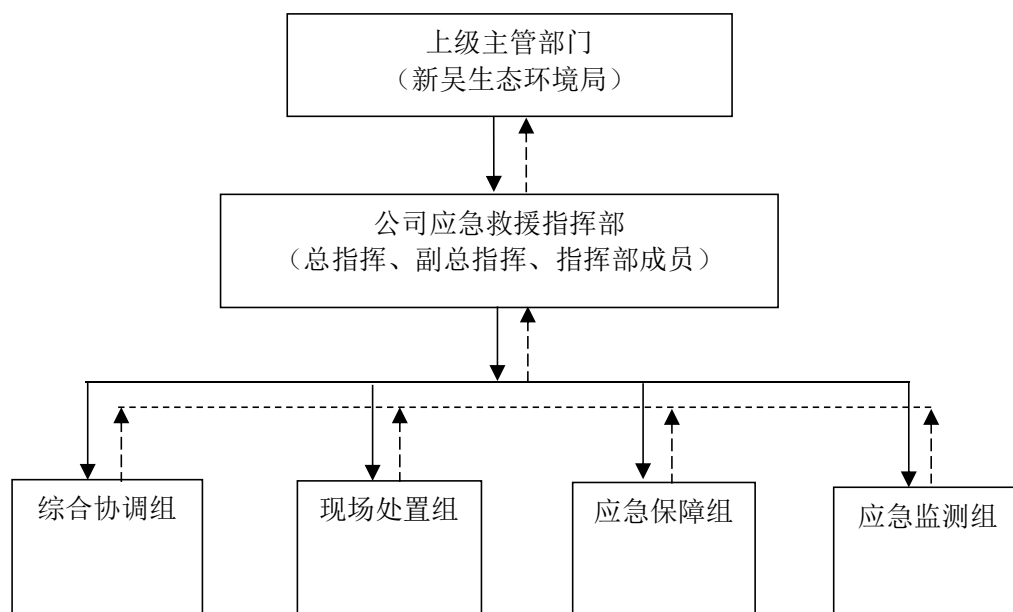 上级主管部门
（新吴生态环境局）
公司应急救援指挥部
（总指挥、副总指挥、指挥部成员）
综合协调组
现场处置组
应急保障组
应急监测组